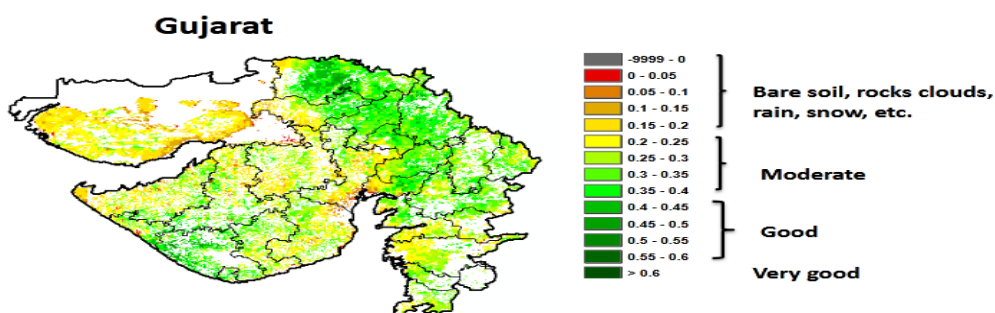 Gujarat
-9999 - 0
0 - 0.05
0.05 - 0.1
0.1 - 0.15
0.15 - 0.2
0.2 - 0.25
0.25 - 0.3
0.3 - 0.35
0.35 - 0.4
0.4 - 0.45
0.45 - 0.5
0.5 - 0.55
0.55 - 0.6
> 0.6
Bare soil, rocks clouds,
rain, snow, etc.
Moderate
Good
Very good